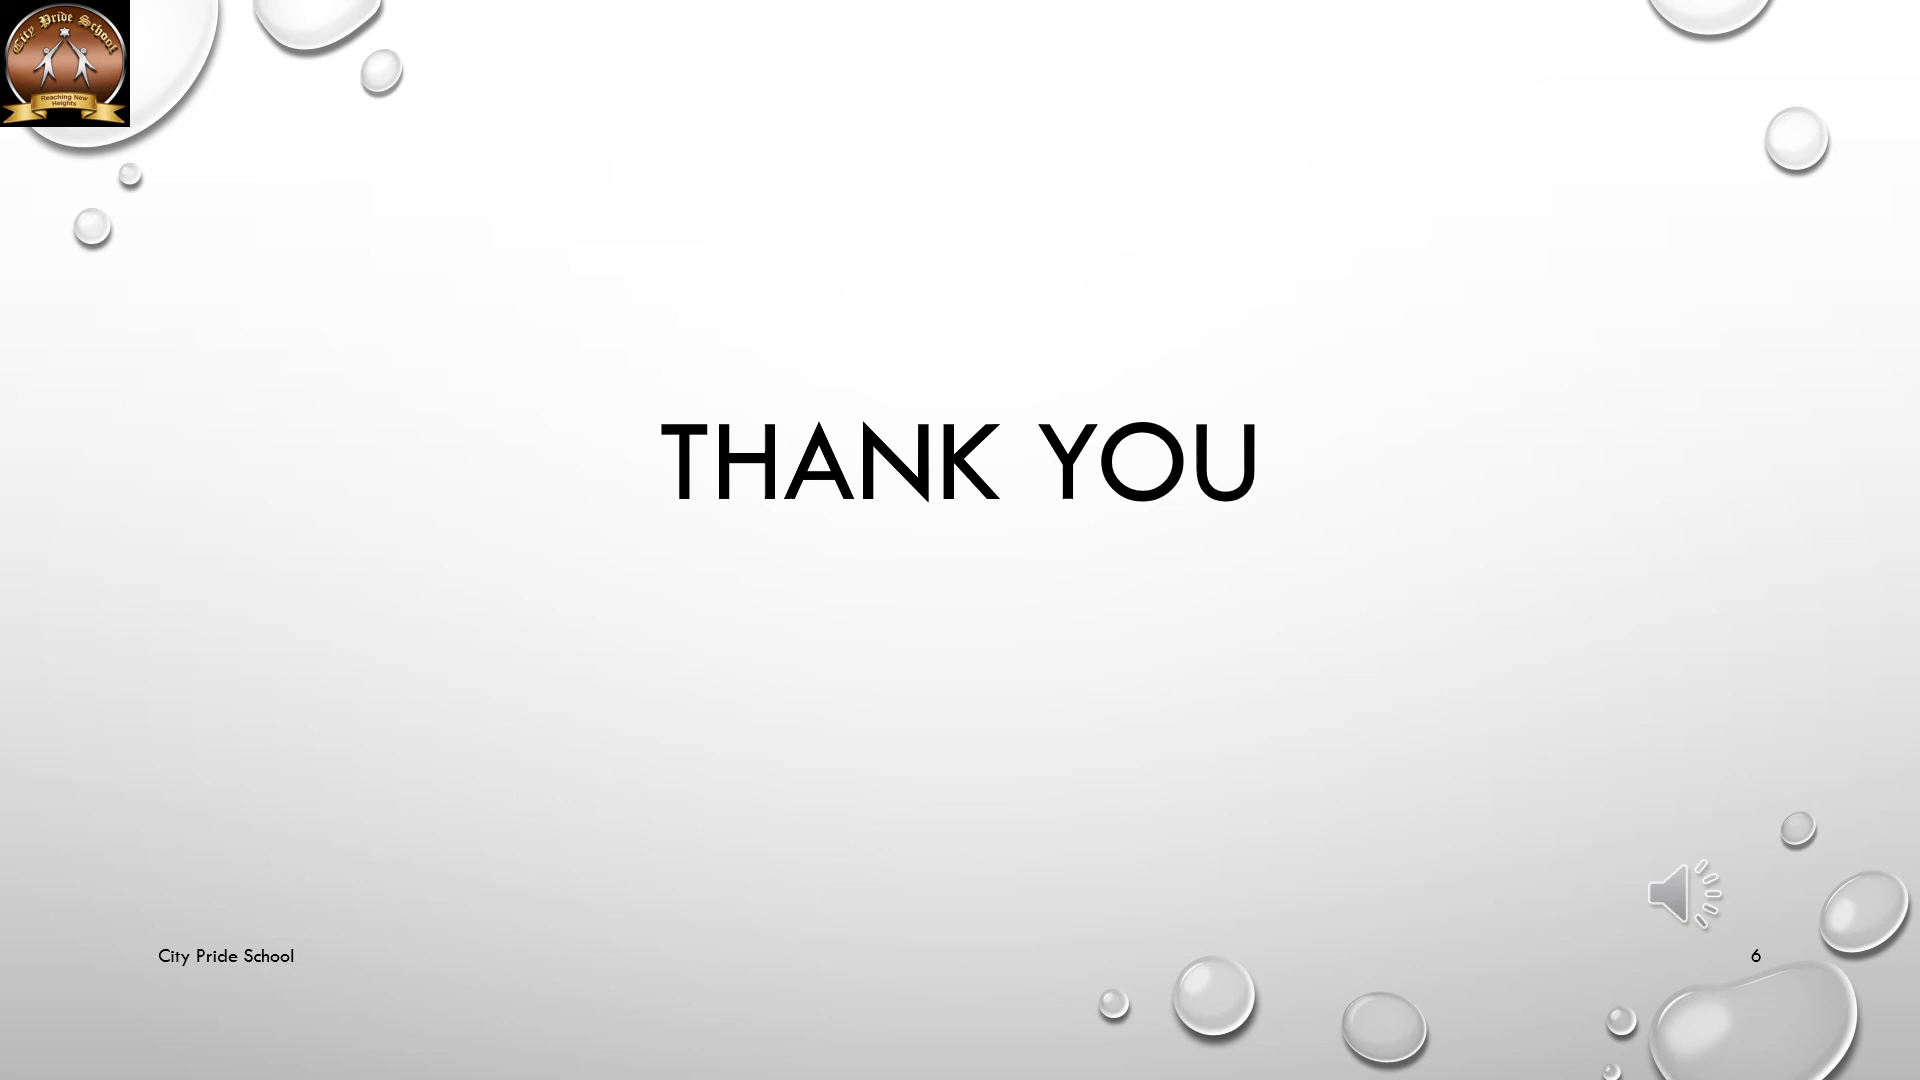 City Pride School
Reaching New
Heights
THANK YOU
City Pride School
6